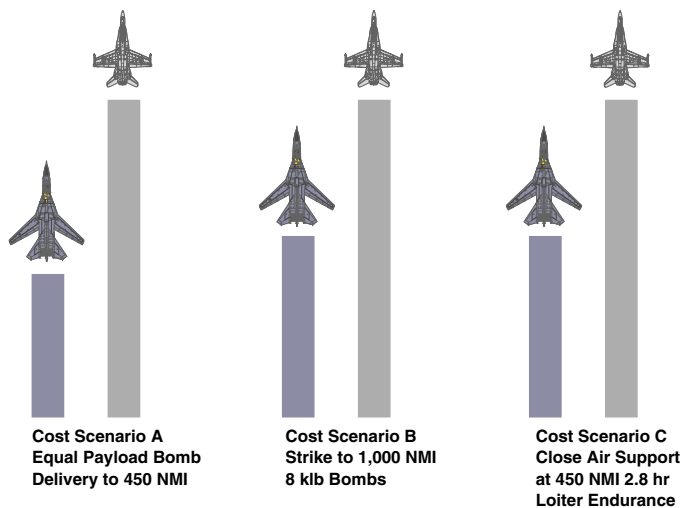 Cost Scenario A
Equal Payload Bomb
Delivery to 450 NMI
Cost Scenario B
Strike to 1,000 NMI
8 klb Bombs
Cost Scenario C
Close Air Support
at 450 NMI 2.8 hr
Loiter Endurance